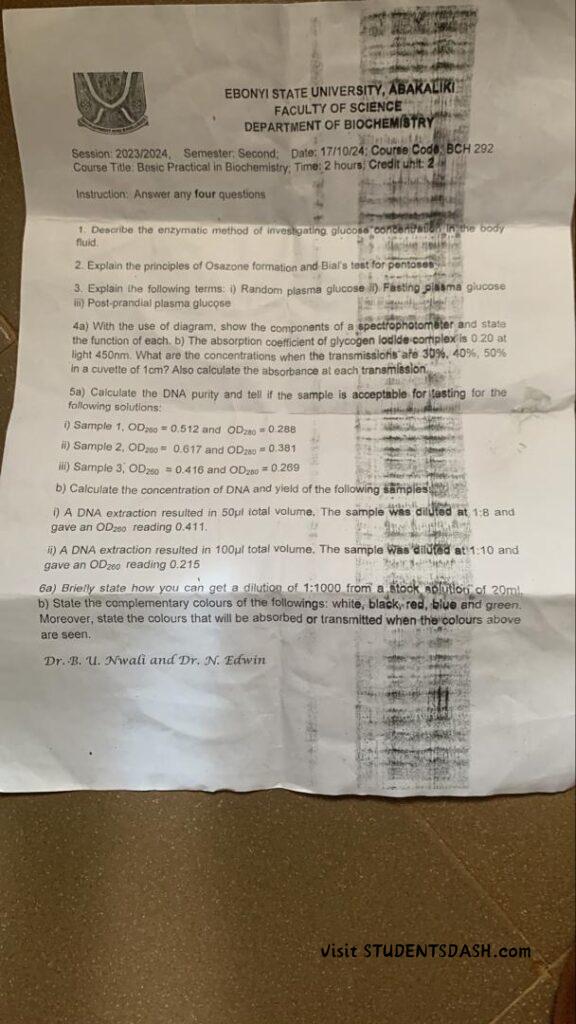 EBONYI STATE UNIVERSITY, ABAKALIKI
FACULTY OF SCIENCE
DEPARTMENT OF BIOCHEMISTRY
Session: 2023/2024, Semester: Second; Date: 17/10/24; Course Code: BCH 292
Course Title: Basic Practical in Biochemistry; Time: 2 hours; Credit unit: 2
Instruction: Answer any four questions
1. Describe the enzymatic method of investigating glucose concentration in the body
fluid.
2. Explain the principles of Osazone formation and Bial's test for pentoses.
3. Explain the following terms: i) Random plasma glucose ii) Fasting plasma glucose
iii) Post-prandial plasma glucose
4a) With the use of diagram, show the components of a spectrophotometer and state
the function of each. b) The absorption coefficient of glycogen iodide complex is 0.20 at
light 450nm. What are the concentrations when the transmissions are 30%, 40%, 50%
in a cuvette of 1cm? Also calculate the absorbance at each transmission.
5a) Calculate the DNA purity and tell if the sample is acceptable for testing for the
following solutions:
i) Sample 1, OD260 = 0.512 and OD280 = 0.288
ii) Sample 2, OD260 = 0.617 and OD280 = 0.381
iii) Sample 3, OD260 = 0.416 and OD280 = 0.269
b) Calculate the concentration of DNA and yield of the following samples:
i) A DNA extraction resulted in 50µl total volume. The sample was diluted at 1:8 and
gave an OD260 reading 0.411.
ii) A DNA extraction resulted in 100µl total volume. The sample was diluted at 1:10 and
gave an OD260 reading 0.215
6a) Briefly state how you can get a dilution of 1:1000 from a stock solution of 20ml.
b) State the complementary colours of the followings: white, black, red, blue and green.
Moreover, state the colours that will be absorbed or transmitted when the colours above
are seen.
Dr. B. U. Nwali and Dr. N. Edwin
Visit STUDENTSDASH.com